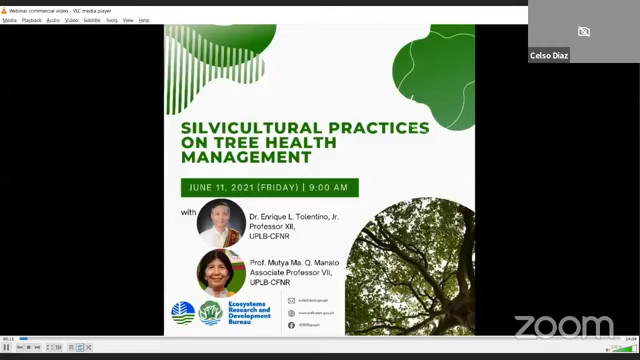 Webinar commercial video - VLC media player
Media Playback Audio Video Subtitle Tools View Help
Celso Diaz
SILVICULTURAL PRACTICES
ON TREE HEALTH
MANAGEMENT
JUNE 11, 2021 (FRIDAY) | 9:00 AM
with
Dr. Enrique L. Tolentino, Jr.
Professor XII,
UPLB-CFNR
Prof. Mutya Ma. Q. Manalo
Associate Professor VII,
UPLB-CFNR
Ecosystems
Research and
Development
Bureau
zoom